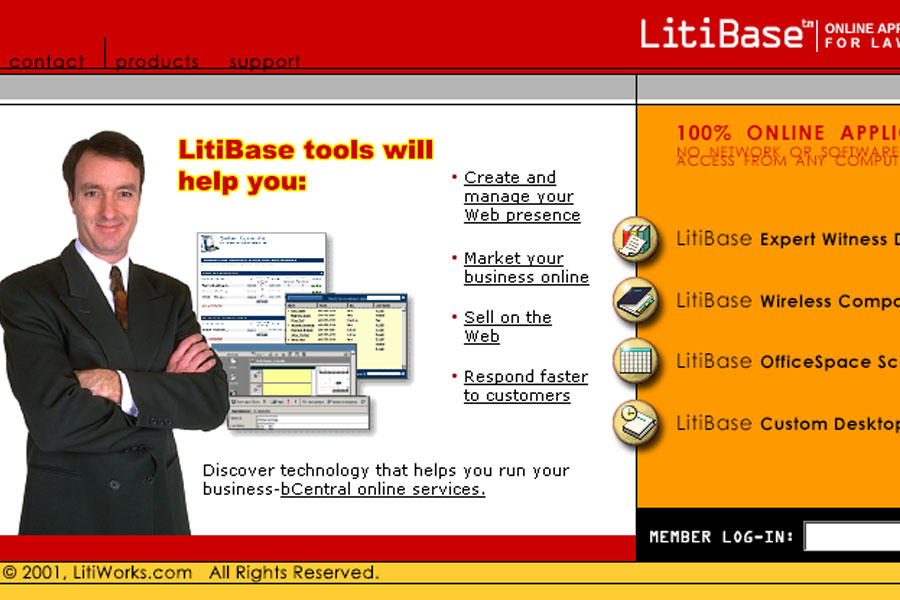 LitiBase™
ONLINE APP
FOR LAW
contact
products
support
LitiBase tools will
help you:
• Create and
manage your
Web presence
• Market your
business online
• Sell on the
Web
• Respond faster
to customers
Discover technology that helps you run your
business-bCentral online services.
100% ONLINE APPLI
NO NETWORK OR SOFTWARE
ACCESS FROM ANY COMPUT
LitiBase Expert Witness D
LitiBase Wireless Compa
LitiBase OfficeSpace Sc
LitiBase Custom Desktop
MEMBER LOG-IN:
© 2001, LitiWorks.com All Rights Reserved.